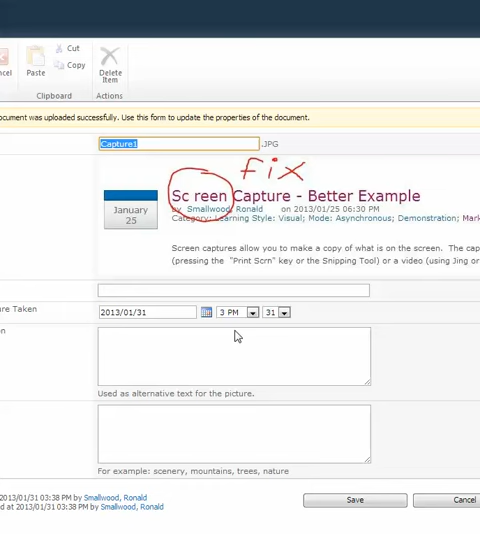 Cut
Copy
Paste
Delete
Item
Clipboard
Actions
ocument was uploaded successfully. Use this form to update the properties of the document.
Capture1 .JPG
fix
January
25
Sc reen Capture - Better Example
by Smallwood, Ronald on 2013/01/25 06:30 PM
Category: Learning Style: Visual; Mode: Asynchronous; Demonstration; Mark
Screen captures allow you to make a copy of what is on the screen. The cap
(pressing the "Print Scrn" key or the Snipping Tool) or a video (using Jing or
ure Taken 2013/01/31 3 PM 31
en
Used as alternative text for the picture.
For example: scenery, mountains, trees, nature
2013/01/31 03:38 PM by Smallwood, Ronald
d at 2013/01/31 03:38 PM by Smallwood, Ronald
Save
Cancel